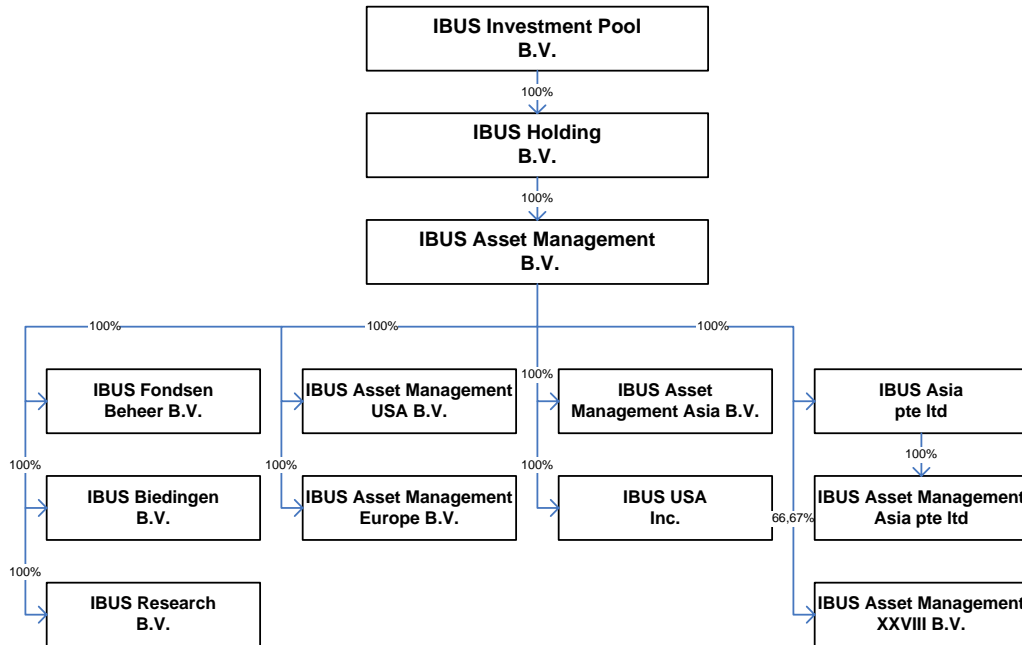 IBUS Investment Pool
B.V.
100%
IBUS Holding
B.V.
100%
IBUS Asset Management
B.V.
100%
100%
100%
100%
IBUS Fondsen
Beheer B.V.
IBUS Asset Management
USA B.V.
100%
IBUS Asset
Management Asia B.V.
IBUS Asia
pte ltd
100%
100%
100%
100%
IBUS Biedingen
B.V.
IBUS Asset Management
Europe B.V.
IBUS USA
Inc.
66,67%
IBUS Asset Management
Asia pte ltd
100%
IBUS Research
B.V.
IBUS Asset Management
XXVIII B.V.